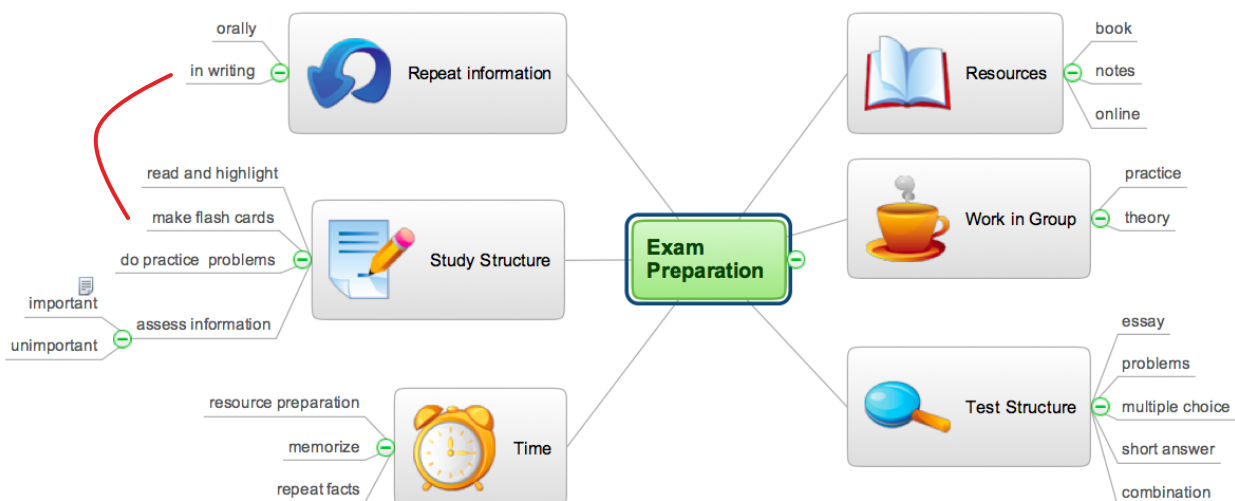 orally
in writing
Repeat information
read and highlight
make flash cards
do practice problems
assess information
important
unimportant
Study Structure
resource preparation
memorize
repeat facts
Time
Exam
Preparation
Resources
book
notes
online
Work in Group
practice
theory
Test Structure
essay
problems
multiple choice
short answer
combination